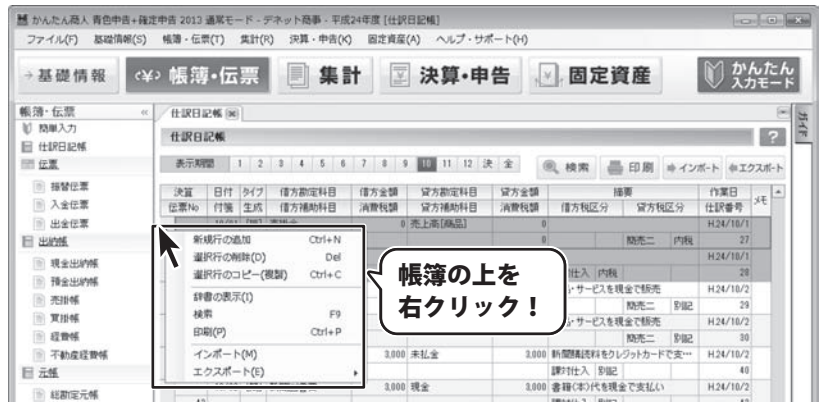 かんたん商人 青色申告+確定申告 2013 通常モード - デネット商事 - 平成24年度 [仕訳日記帳]
ファイル(F) 基礎情報(S) 帳簿・伝票(T) 集計(R) 決算・申告(K) 固定資産(A) ヘルプ・サポート(H)
基礎情報 帳簿・伝票 集計 決算・申告 固定資産 かんたん入力モード
帳簿・伝票 仕訳日記帳
簡単入力
仕訳日記帳
仕訳日記帳 ?
ガイド
伝票
表示期間 1 2 3 4 5 6 7 8 9 10 11 12 決 全 検索 印刷 インポート エクスポート
振替伝票
入金伝票
出金伝票
出納帳
現金出納帳
預金出納帳
売掛帳
買掛帳
経費帳
不動産経費帳
元帳
総勘定元帳
決算 日付 タイプ 借方勘定科目 借方金額 貸方勘定科目 貸方金額 摘要 作業日 メモ
伝票No 付箋 生成 借方補助科目 消費税額 貸方補助科目 消費税額 借方税区分 貸方税区分 仕訳番号
0 売上高[商品] 0 H.24/10/1
0 簡売二 内税 27
H.24/10/1
仕入 内税 28
・サービスを現金で販売 H.24/10/2
簡売二 別記 29
・サービスを現金で販売 H.24/10/2
簡売二 別記 30
3,000 未払金 3,000 新聞購読料をクレジットカードで支… H.24/10/2
課対仕入 別記 40
3,000 現金 3,000 書籍(本)代を現金で支払い H.24/10/2
新規行の追加 Ctrl+N
選択行の削除(D) Del
選択行のコピー(複製) Ctrl+C
辞書の表示(I)
検索 F9
印刷(P) Ctrl+P
インポート(M)
エクスポート(E)
帳簿の上を
右クリック！